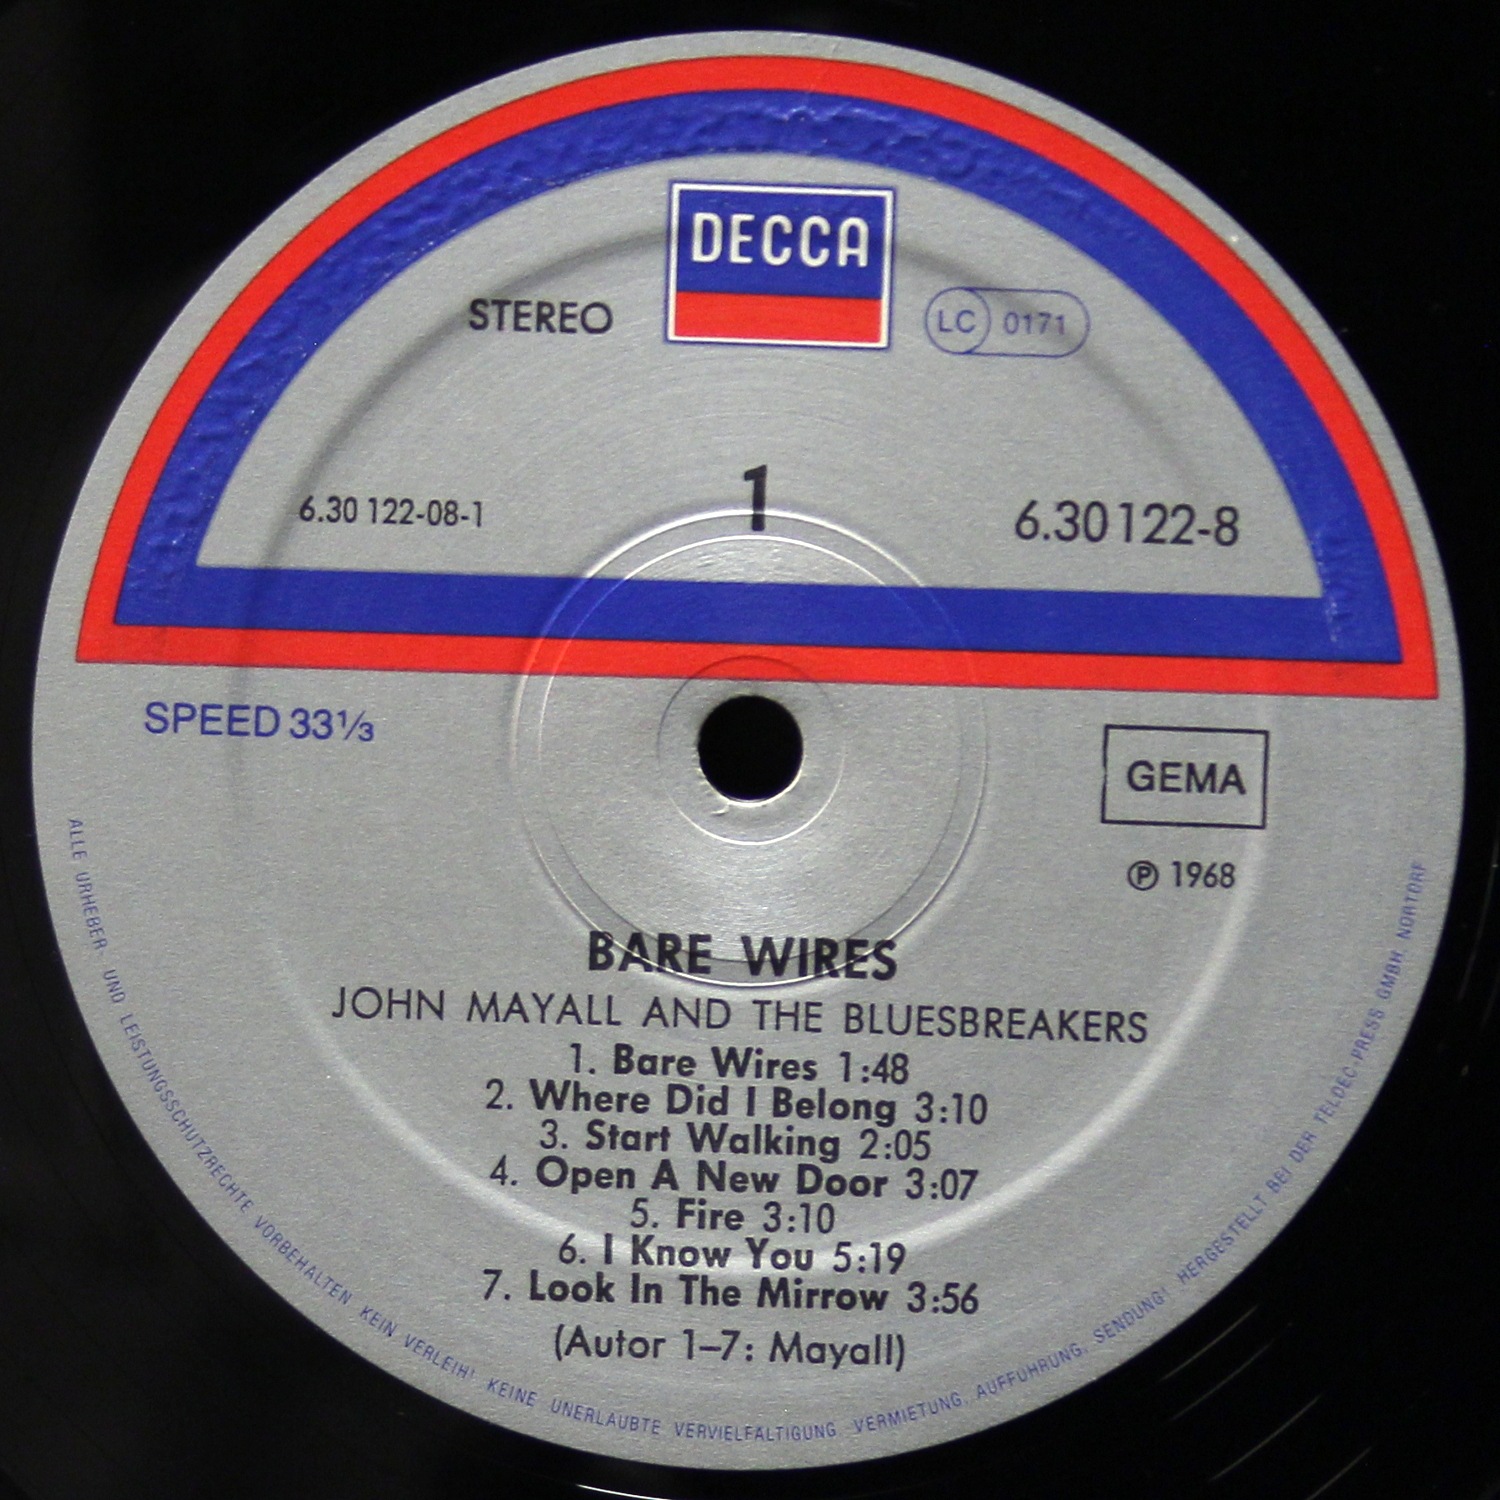 DECCA
STEREO
LC 0171
1
6.30 122-08-1
6.30122-8
SPEED 33⅓
GEMA
℗ 1968
BARE WIRES
JOHN MAYALL AND THE BLUESBREAKERS
1. Bare Wires 1:48
2. Where Did I Belong 3:10
3. Start Walking 2:05
4. Open A New Door 3:07
5. Fire 3:10
6. I Know You 5:19
7. Look In The Mirrow 3:56
(Autor 1–7: Mayall)
ALLE URHEBER- UND LEISTUNGSSCHUTZRECHTE VORBEHALTEN KEIN VERLEIH! KEINE UNERLAUBTE VERVIELFÄLTIGUNG, VERMIETUNG, AUFFÜHRUNG, SENDUNG! HERGESTELLT BEI DER TELDEC-PRESS GMBH, NORTORF